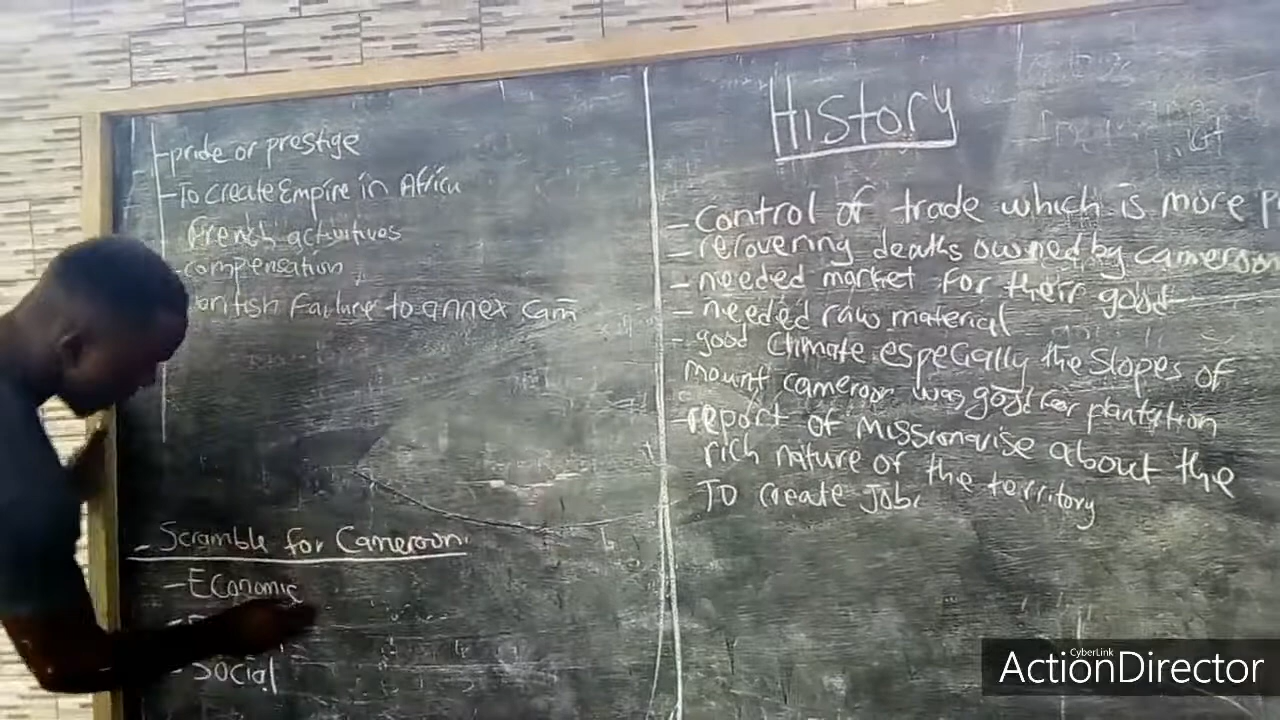 -pride or prestige
-To create Empire in Africa
French activities
-compensation
British Failure to annex Cam
- Scramble for Cameroon
- Economic
- Social
History
- Control of trade which is more
- recovering deaths owned by cameroon
- needed market for their good
- needed raw material
- good climate especially the slopes of
mount cameroon was good for plantation
-report of missionarise about the
rich nature of the territory
To create Jobs
CyberLink
ActionDirector